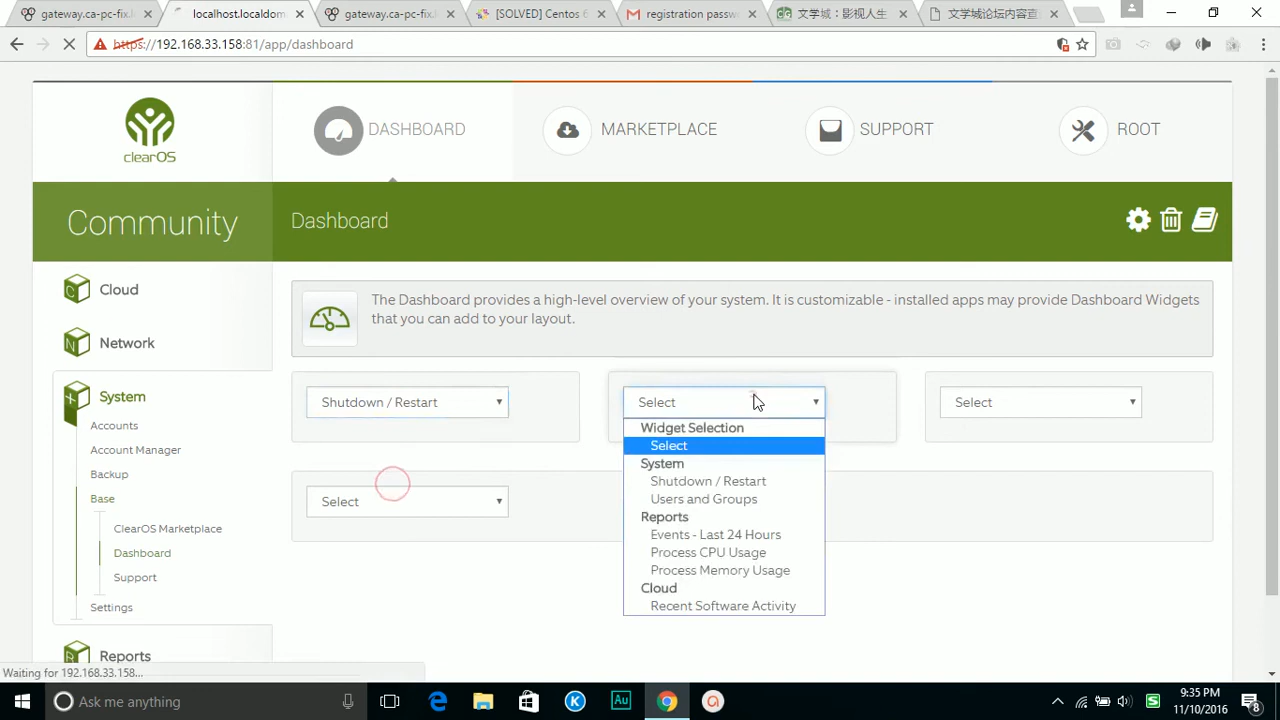 gateway.ca-pc-fix.l
localhost.localdom
gateway.ca-pc-fix.l
[SOLVED] Centos 6
registration passw
文学城：影视人生
文学城论坛内容直
https://192.168.33.158:81/app/dashboard
clearOS
DASHBOARD
MARKETPLACE
SUPPORT
ROOT
Community
Dashboard
Cloud
Network
System
Accounts
Account Manager
Backup
Base
ClearOS Marketplace
Dashboard
Support
Settings
Reports
The Dashboard provides a high-level overview of your system. It is customizable - installed apps may provide Dashboard Widgets
that you can add to your layout.
Shutdown / Restart
Select
Select
Select
Widget Selection
Select
System
Shutdown / Restart
Users and Groups
Reports
Events - Last 24 Hours
Process CPU Usage
Process Memory Usage
Cloud
Recent Software Activity
Waiting for 192.168.33.158...
Ask me anything
Au
9:35 PM
11/10/2016
8